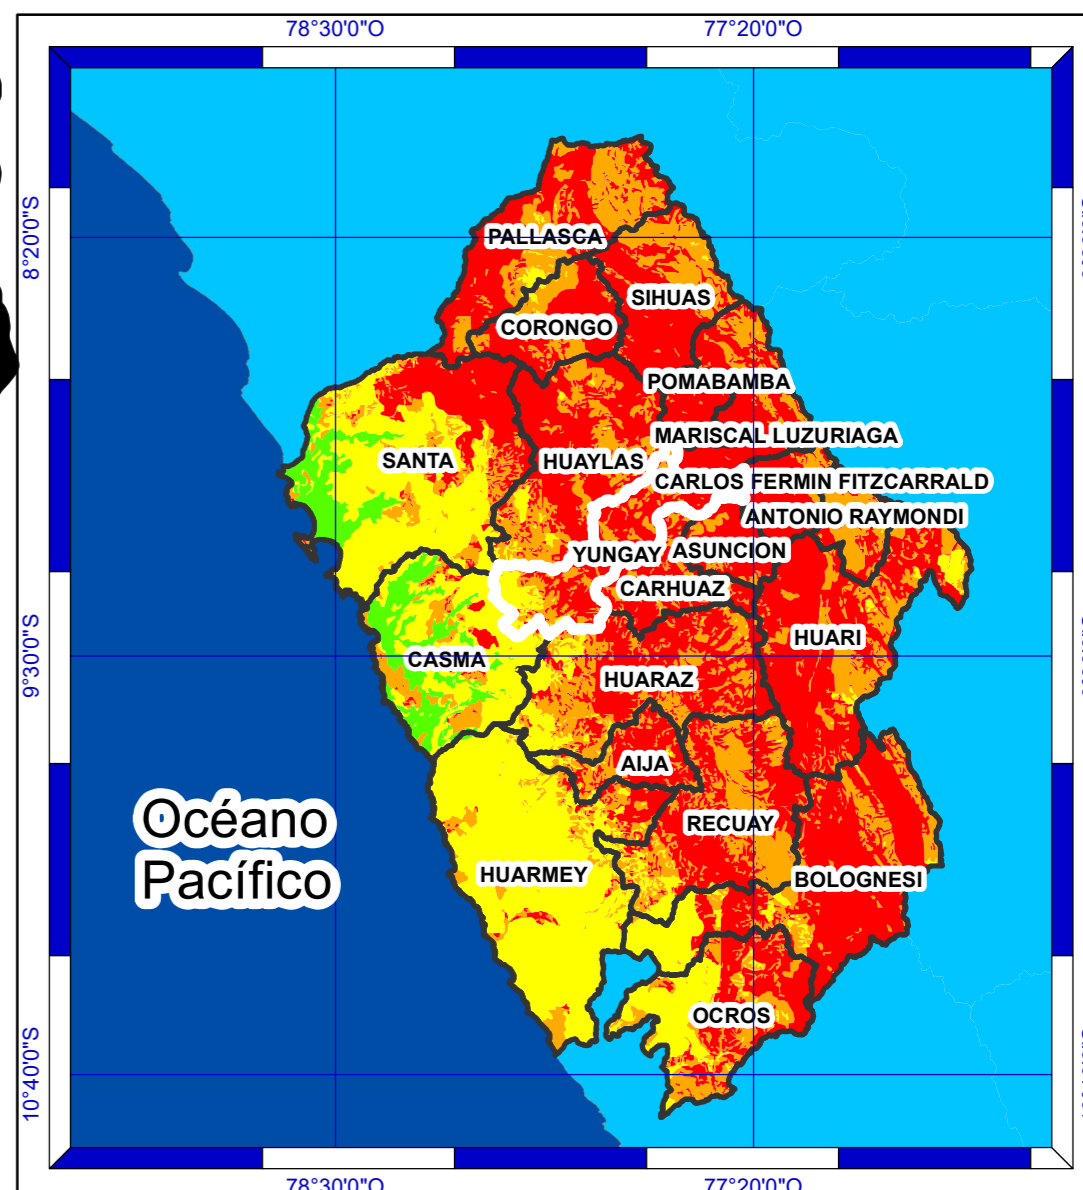 78°30'0"O
77°20'0"O
8°20'0"S
PALLASCA
SIHUAS
CORONGO
POMABAMBA
MARISCAL LUZURIAGA
SANTA
HUAYLAS
CARLOS FERMIN FITZCARRALD
ANTONIO RAYMONDI
YUNGAY
ASUNCION
CARHUAZ
HUARI
9°30'0"S
CASMA
HUARAZ
AIJA
Océano
Pacífico
RECUAY
HUARMEY
BOLOGNESI
OCROS
10°40'0"S
78°30'0"O
77°20'0"O